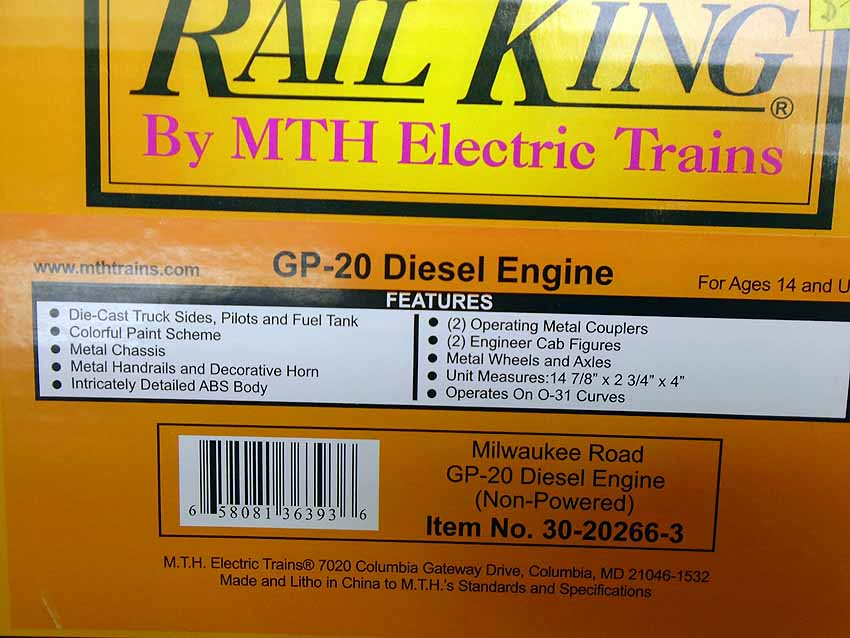 RAIL KING®
By MTH Electric Trains
www.mthtrains.com
GP-20 Diesel Engine
For Ages 14 and U
FEATURES
● Die-Cast Truck Sides, Pilots and Fuel Tank
● Colorful Paint Scheme
● Metal Chassis
● Metal Handrails and Decorative Horn
● Intricately Detailed ABS Body
● (2) Operating Metal Couplers
● (2) Engineer Cab Figures
● Metal Wheels and Axles
● Unit Measures:14 7/8" x 2 3/4" x 4"
● Operates On O-31 Curves
6 58081 36393 6
Milwaukee Road
GP-20 Diesel Engine
(Non-Powered)
Item No. 30-20266-3
M.T.H. Electric Trains® 7020 Columbia Gateway Drive, Columbia, MD 21046-1532
Made and Litho in China to M.T.H.'s Standards and Specifications